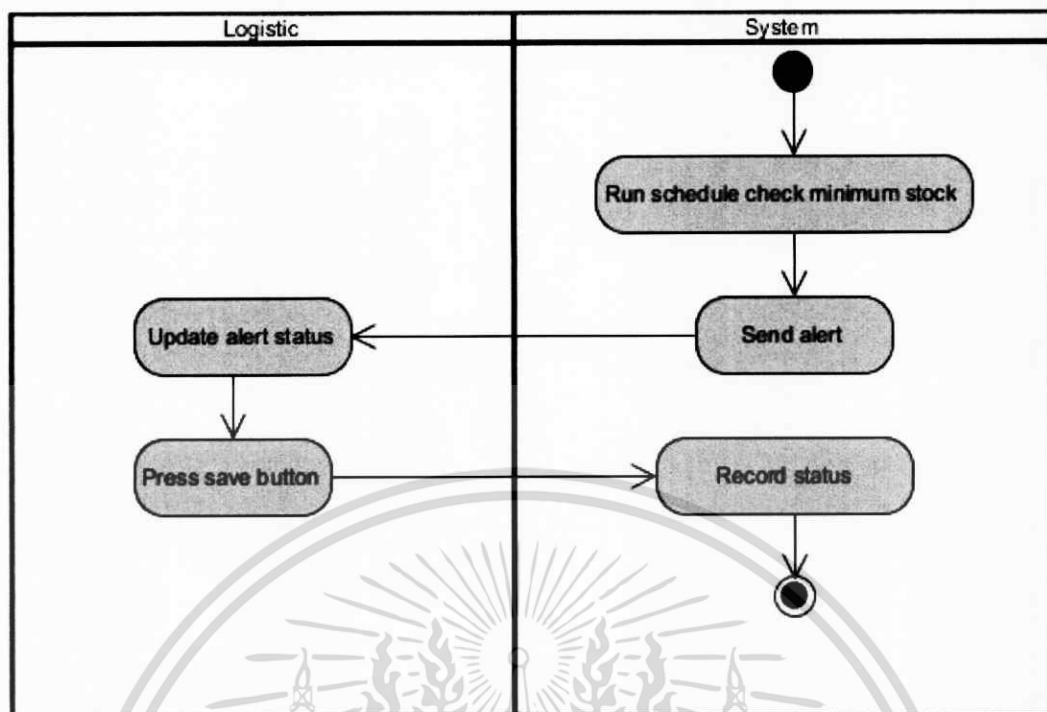 Logistic
System
Run schedule check minimum stock
Update alert status
Send alert
Press save button
Record status